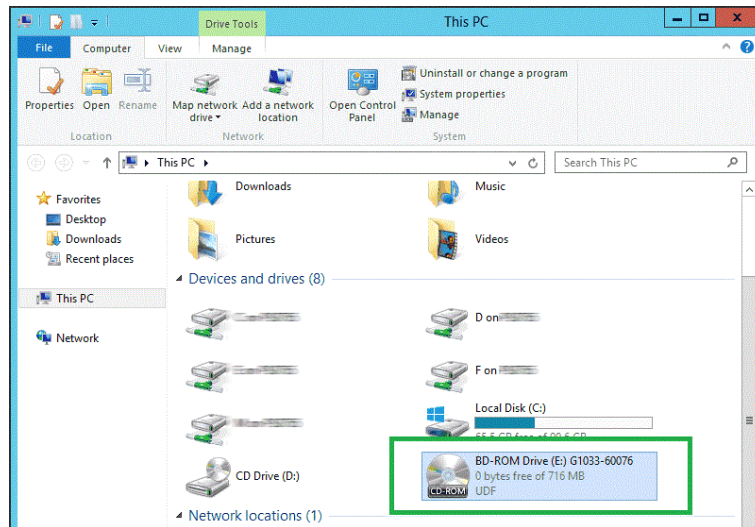 Drive Tools
This PC
File
Computer
View
Manage
Properties
Open
Rename
Map network drive
Add a network location
Open Control Panel
Uninstall or change a program
System properties
Manage
Location
Network
System
This PC
Search This PC
Favorites
Desktop
Downloads
Recent places
This PC
Network
Downloads
Music
Pictures
Videos
Devices and drives (8)
D on
F on
Local Disk (C:)
CD Drive (D:)
BD-ROM Drive (E:) G1033-60076
0 bytes free of 716 MB
UDF
CD-ROM
Network locations (1)